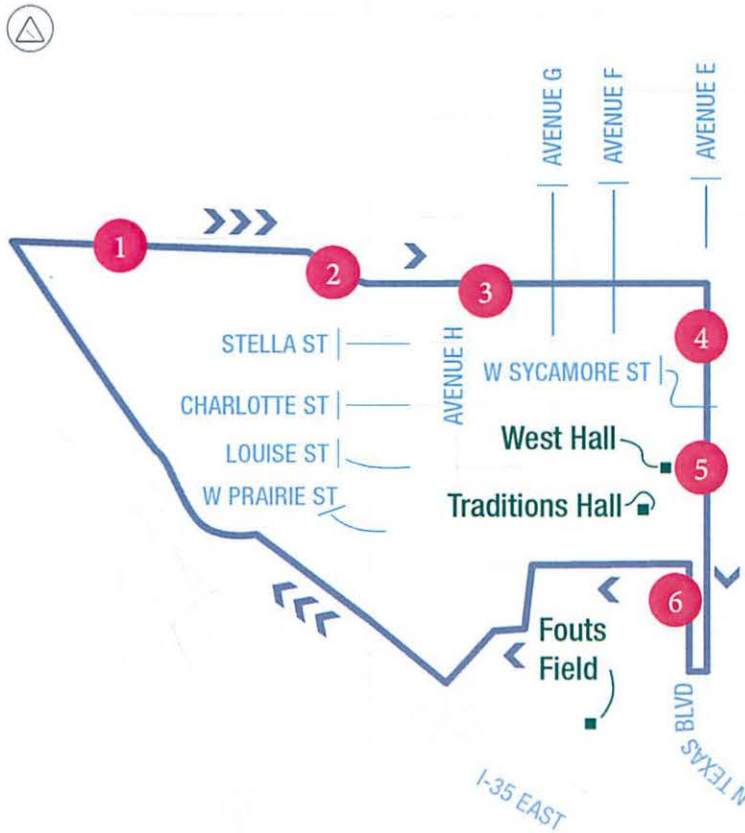 AVENUE G
AVENUE F
AVENUE E
1
2
3
4
STELLA ST
AVENUE H
W SYCAMORE ST
CHARLOTTE ST
LOUISE ST
West Hall
5
W PRAIRIE ST
Traditions Hall
6
Fouts
Field
N TEXAS BLVD
I-35 EAST